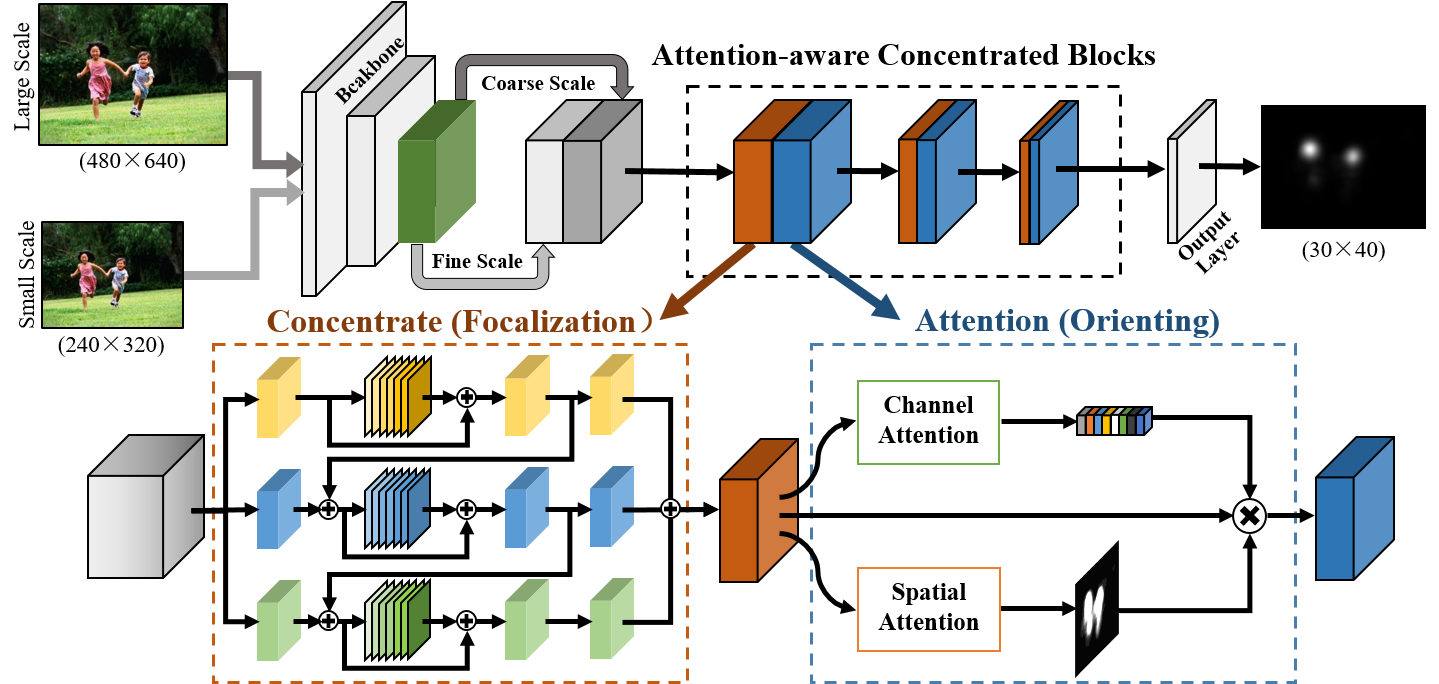 Large Scale
(480×640)
Small Scale
(240×320)
Bcakbone
Coarse Scale
Fine Scale
Attention-aware Concentrated Blocks
Output
Layer
(30×40)
Concentrate (Focalization）
Attention (Orienting)
Channel
Attention
Spatial
Attention